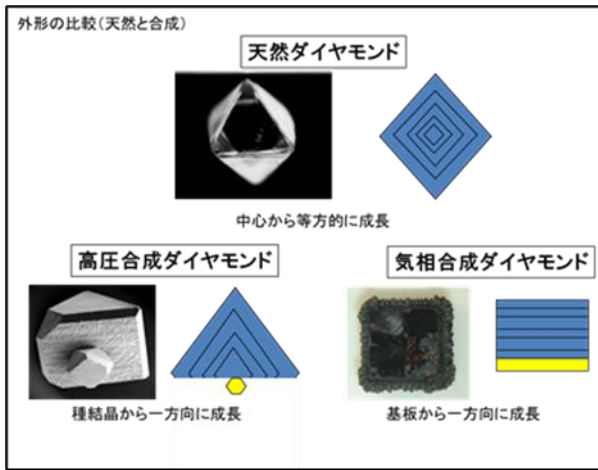 外形の比較(天然と合成)
天然ダイヤモンド
中心から等方的に成長
高圧合成ダイヤモンド
種結晶から一方向に成長
気相合成ダイヤモンド
基板から一方向に成長